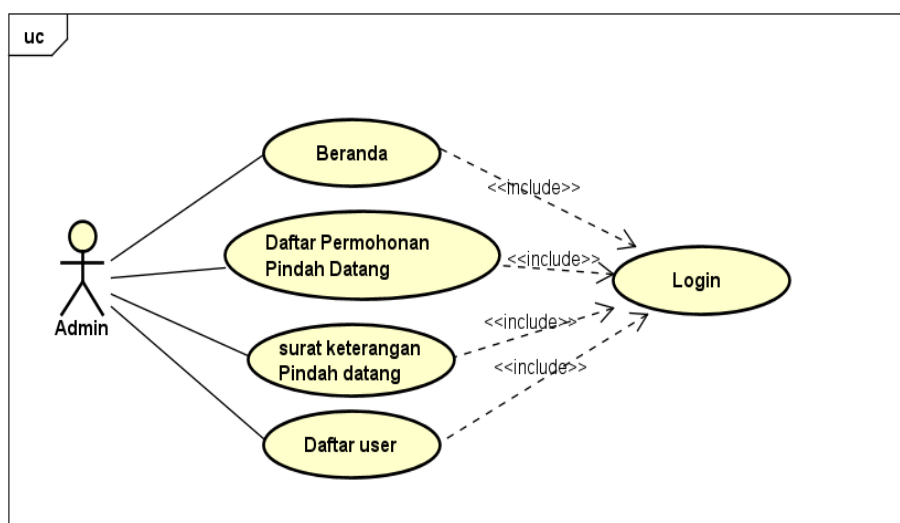 uc
Beranda
<<include>>
Daftar Permohonan
Pindah Datang
<<include>>
Login
Admin
surat keterangan
Pindah datang
<<include>>
<<include>>
Daftar user